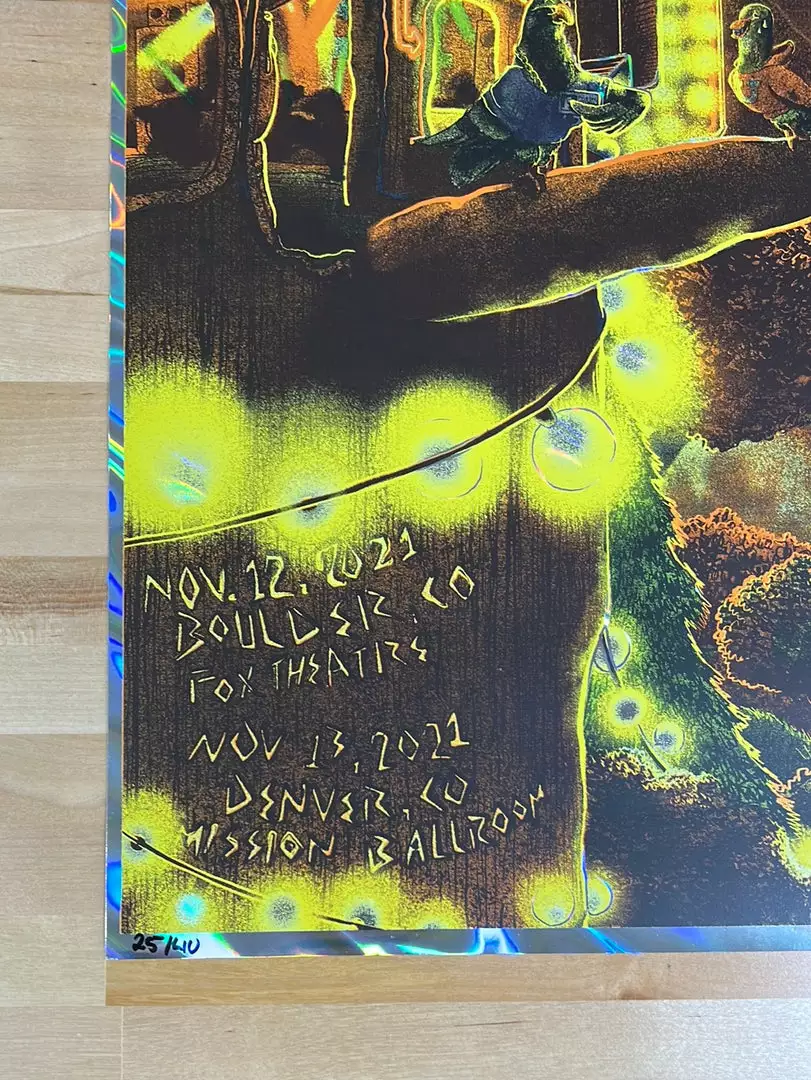 NOV. 12, 2021
BOULDER, CO
FOX THEATRE
NOV 13, 2021
DENVER, CO
MISSION BALLROOM
25/40